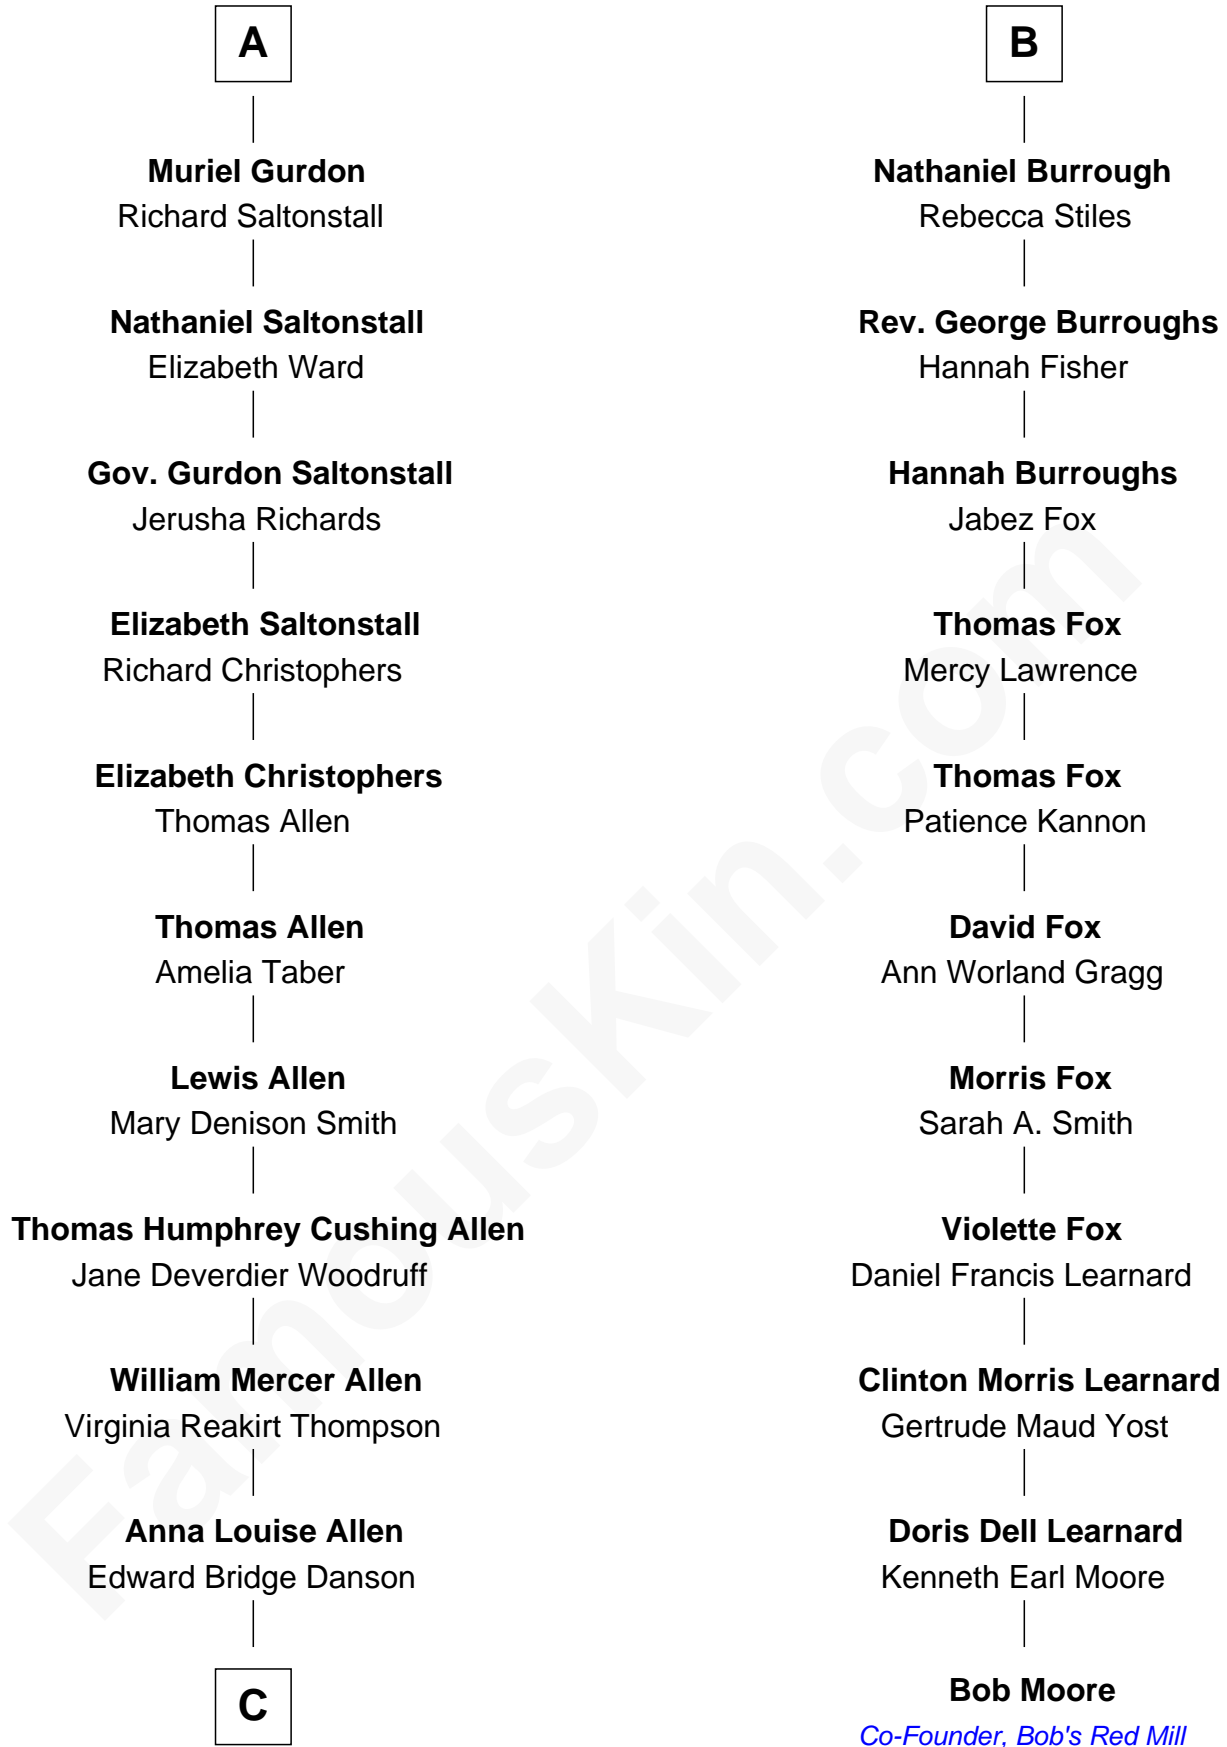 A
Muriel Gurdon
Richard Saltonstall
Nathaniel Saltonstall
Elizabeth Ward
Gov. Gurdon Saltonstall
Jerusha Richards
Elizabeth Saltonstall
Richard Christophers
Elizabeth Christophers
Thomas Allen
Thomas Allen
Amelia Taber
Lewis Allen
Mary Denison Smith
Thomas Humphrey Cushing Allen
Jane Deverdier Woodruff
William Mercer Allen
Virginia Reakirt Thompson
Anna Louise Allen
Edward Bridge Danson
C
B
Nathaniel Burrough
Rebecca Stiles
Rev. George Burroughs
Hannah Fisher
Hannah Burroughs
Jabez Fox
Thomas Fox
Mercy Lawrence
Thomas Fox
Patience Kannon
David Fox
Ann Worland Gragg
Morris Fox
Sarah A. Smith
Violette Fox
Daniel Francis Learnard
Clinton Morris Learnard
Gertrude Maud Yost
Doris Dell Learnard
Kenneth Earl Moore
Bob Moore
Co-Founder, Bob's Red Mill
FamousKin.com